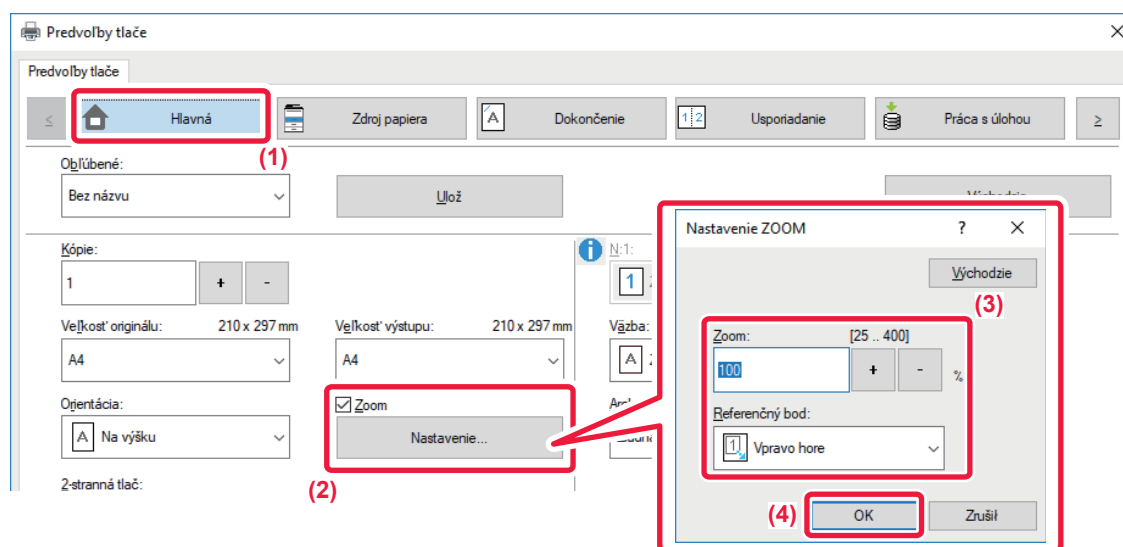 Predvoľby tlače
Predvoľby tlače
< Hlavná Zdroj papiera Dokončenie Usporiadanie Práca s úlohou >
(1)
Obľúbené:
Bez názvu Ulož
Kópie: N:1:
1 + - 1
Veľkosť originálu: 210 x 297 mm Veľkosť výstupu: 210 x 297 mm Väzba:
A4 A4
Orientácia: Zoom
Na výšku Nastavenie...
(2)
2-stranná tlač:
Nastavenie ZOOM ? ×
Východzie
(3)
Zoom: [25 .. 400]
100 + - %
Referenčný bod:
Vpravo hore
(4) OK Zrušiť